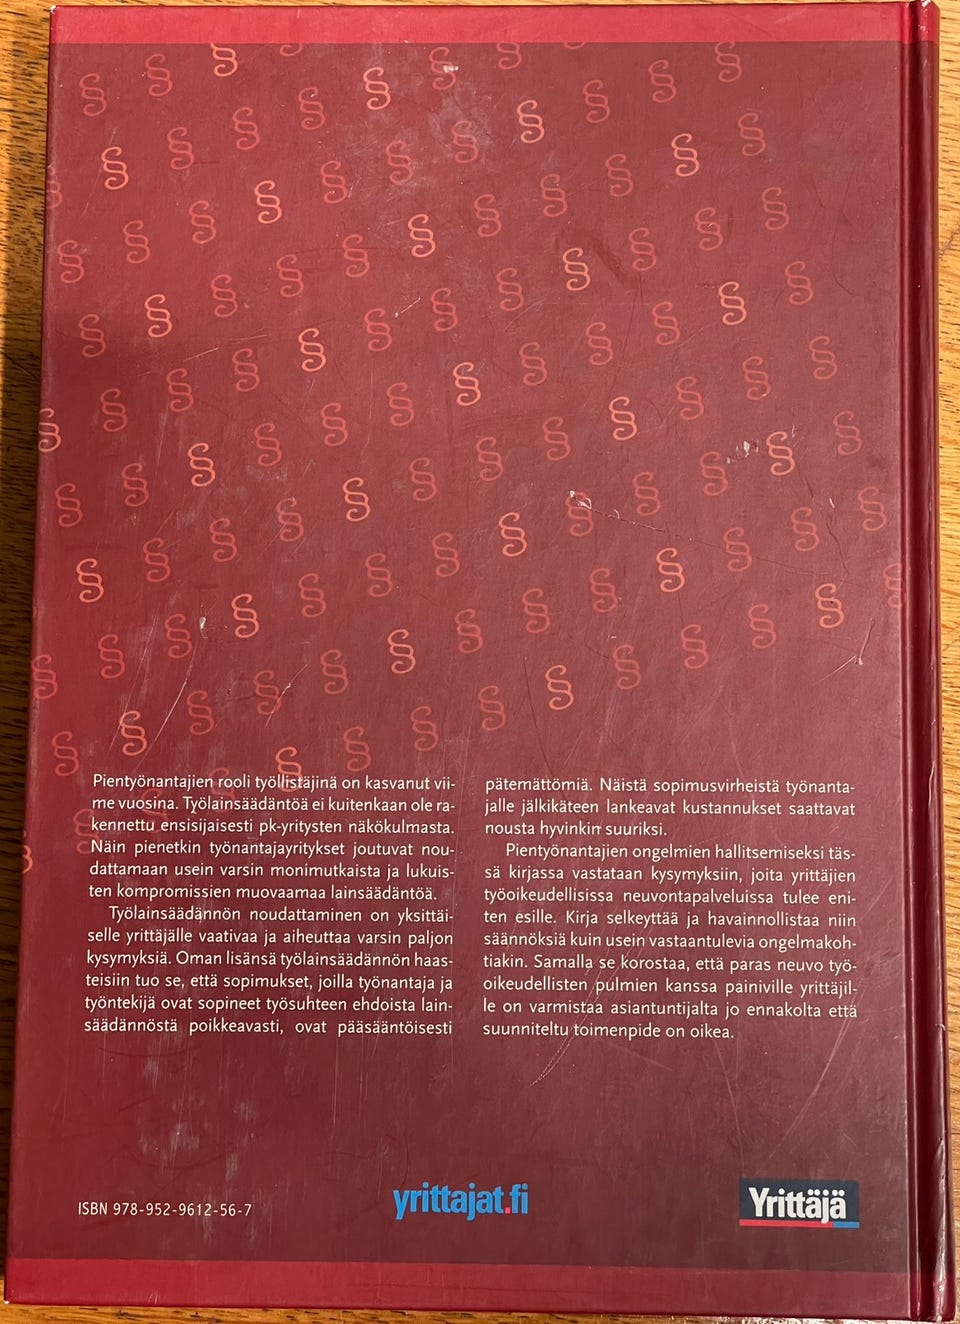 Pientyönantajien rooli työllistäjinä on kasvanut vii-
me vuosina. Työlainsäädäntöä ei kuitenkaan ole ra-
kennettu ensisijaisesti pk-yritysten näkökulmasta.
Näin pienetkin työnantajayritykset joutuvat nou-
dattamaan usein varsin monimutkaista ja lukuis-
ten kompromissien muovaamaa lainsäädäntöä.
Työlainsäädännön noudattaminen on yksittäi-
selle yrittäjälle vaativaa ja aiheuttaa varsin paljon
kysymyksiä. Oman lisänsä työlainsäädännön haas-
teisiin tuo se, että sopimukset, joilla työnantaja ja
työntekijä ovat sopineet työsuhteen ehdoista lain-
säädännöstä poikkeavasti, ovat pääsääntöisesti
pätemättömiä. Näistä sopimusvirheistä työnanta-
jalle jälkikäteen lankeavat kustannukset saattavat
nousta hyvinkin suuriksi.
Pientyönantajien ongelmien hallitsemiseksi täs-
sä kirjassa vastataan kysymyksiin, joita yrittäjien
työoikeudellisissa neuvontapalveluissa tulee eni-
ten esille. Kirja selkeyttää ja havainnollistaa niin
säännöksiä kuin usein vastaantulevia ongelmakoh-
tiakin. Samalla se korostaa, että paras neuvo työ-
oikeudellisten pulmien kanssa painiville yrittäjil-
le on varmistaa asiantuntijalta jo ennakolta että
suunniteltu toimenpide on oikea.
ISBN 978-952-9612-56-7
yrittajat.fi
Yrittäjä